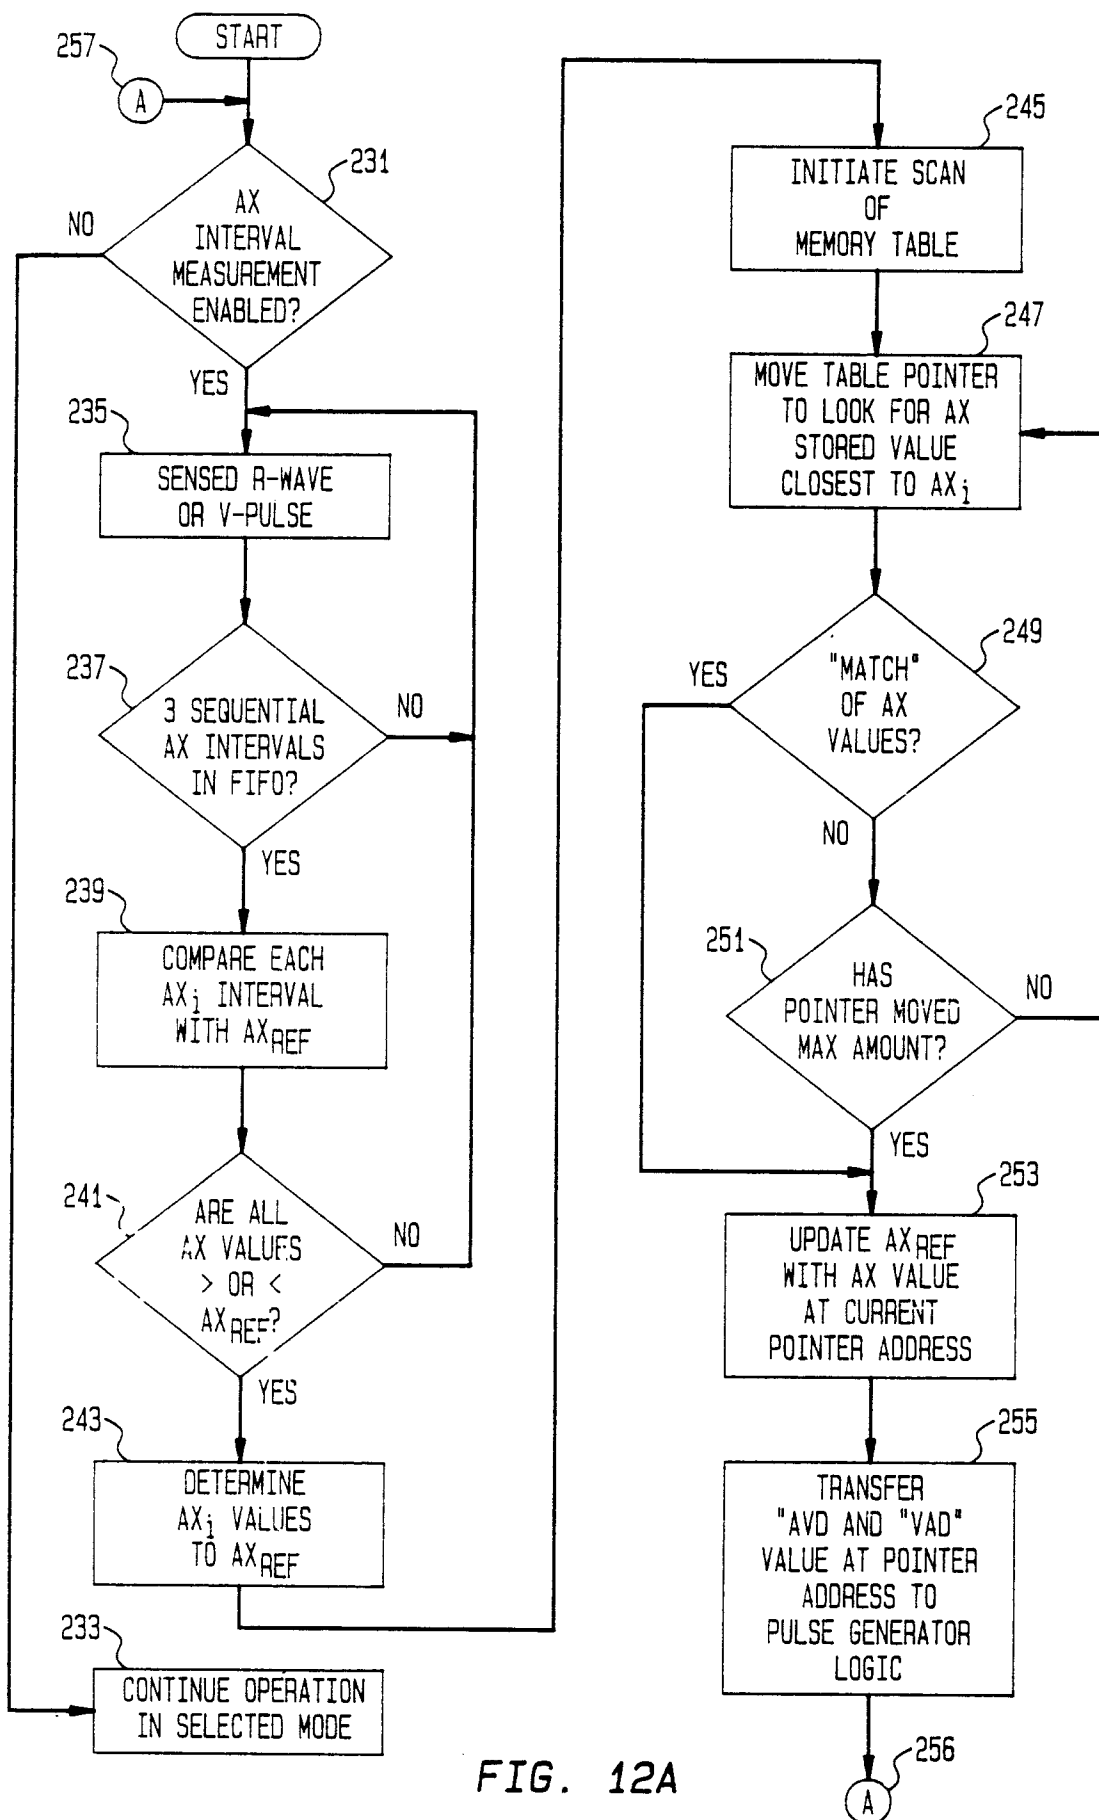 START
257
A
231
AX
INTERVAL
MEASUREMENT
ENABLED?
NO
YES
235
SENSED R-WAVE
OR V-PULSE
237
3 SEQUENTIAL
AX INTERVALS
IN FIFO?
NO
YES
239
COMPARE EACH
AXi INTERVAL
WITH AXREF
241
ARE ALL
AX VALUES
> OR <
AXREF?
NO
YES
243
DETERMINE
AXi VALUES
TO AXREF
233
CONTINUE OPERATION
IN SELECTED MODE
245
INITIATE SCAN
OF
MEMORY TABLE
247
MOVE TABLE POINTER
TO LOOK FOR AX
STORED VALUE
CLOSEST TO AXi
249
"MATCH"
OF AX
VALUES?
YES
NO
251
HAS
POINTER MOVED
MAX AMOUNT?
NO
YES
253
UPDATE AXREF
WITH AX VALUE
AT CURRENT
POINTER ADDRESS
255
TRANSFER
"AVD AND "VAD"
VALUE AT POINTER
ADDRESS TO
PULSE GENERATOR
LOGIC
256
A
FIG. 12A